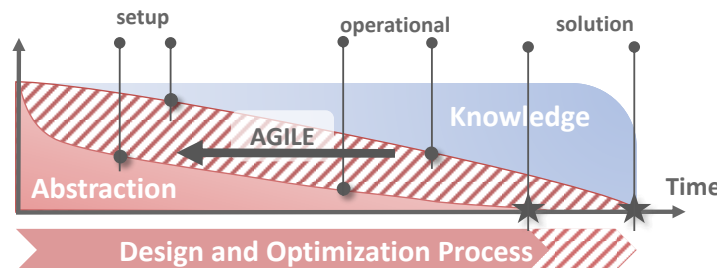 setup
operational
solution
Knowledge
AGILE
Abstraction
Time
Design and Optimization Process